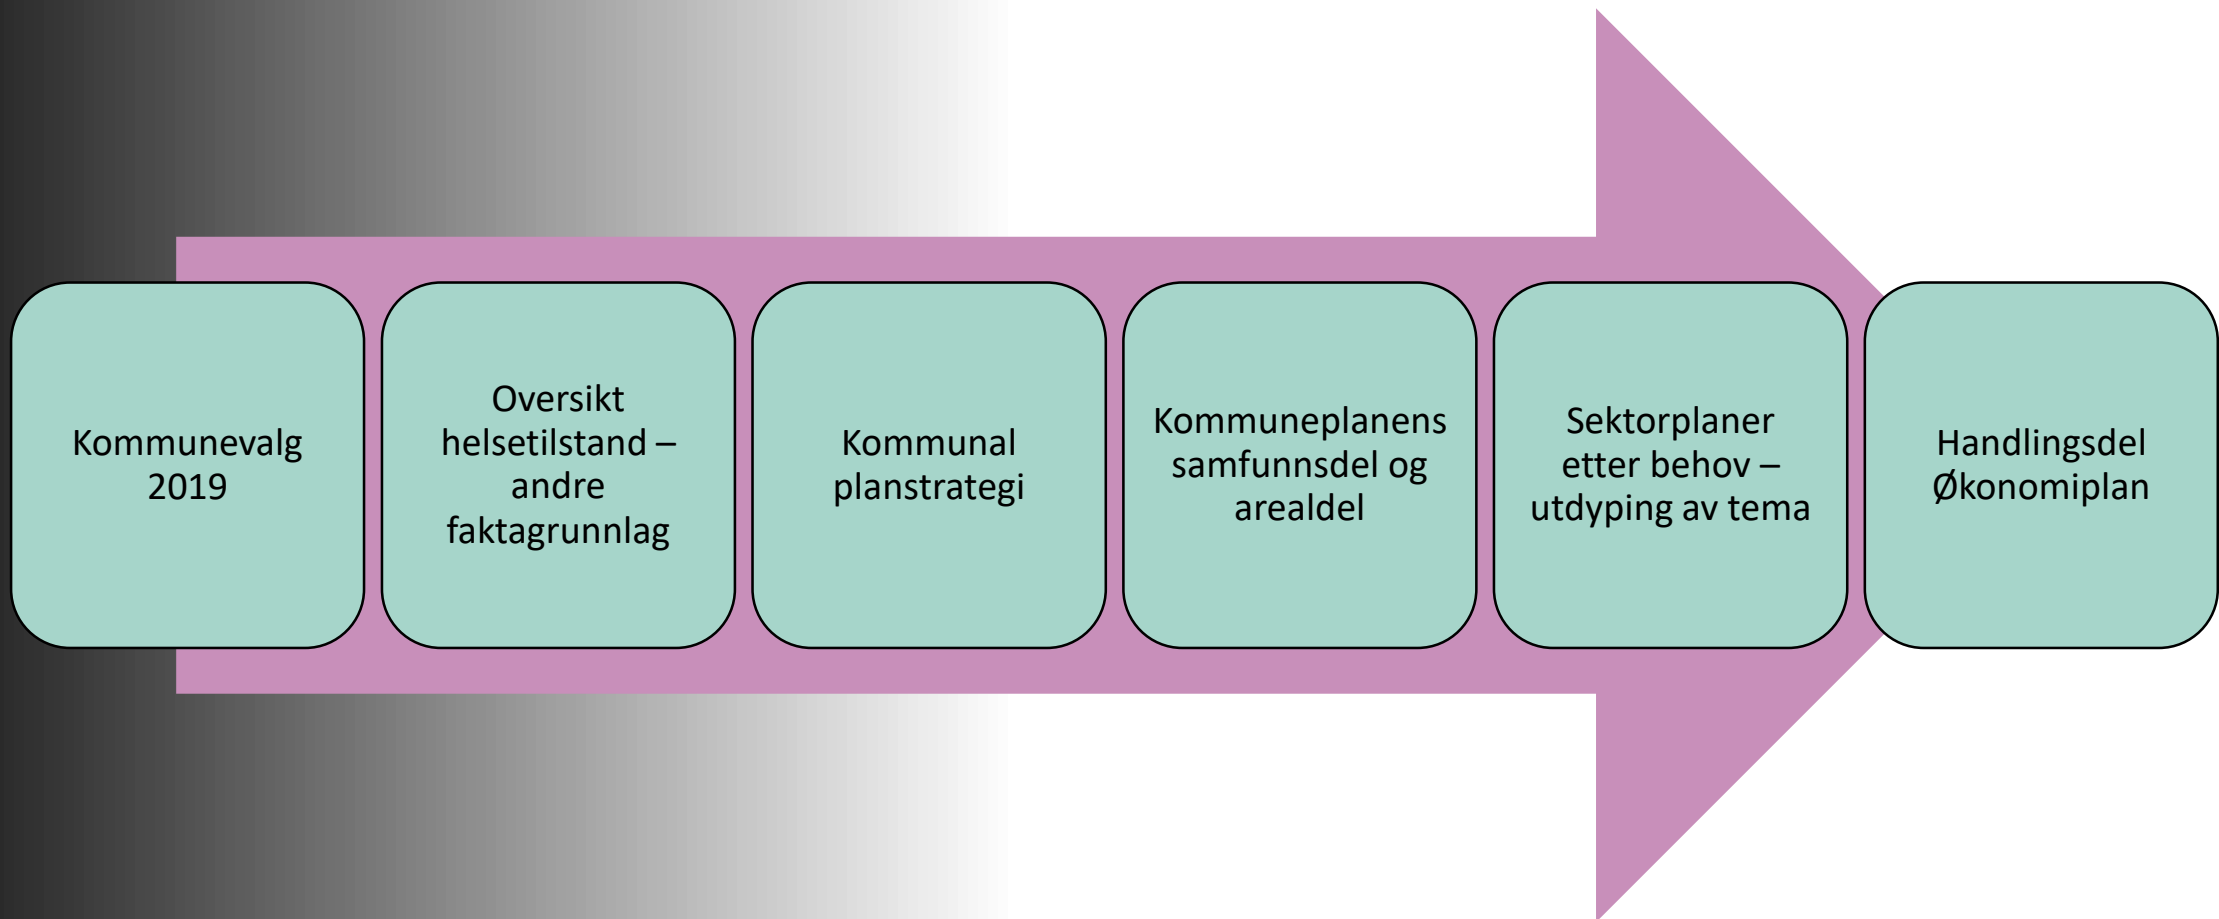 Kommunevalg
2019
Oversikt
helsetilstand –
andre
faktagrunnlag
Kommunal
planstrategi
Kommuneplanens
samfunnsdel og
arealdel
Sektorplaner
etter behov –
utdyping av tema
Handlingsdel
Økonomiplan